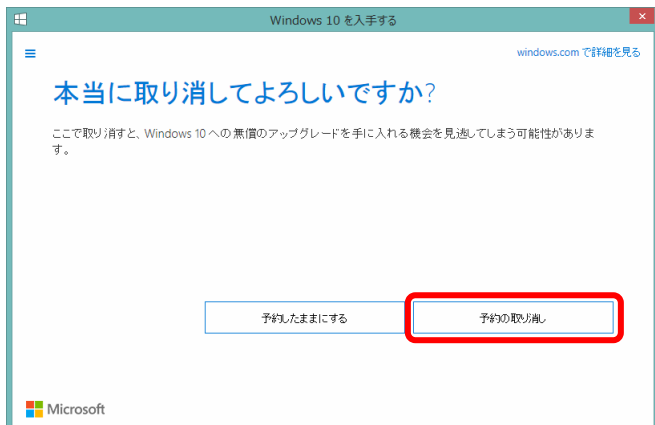 Windows 10 を入手する
windows.com で詳細を見る
本当に取り消してよろしいですか?
ここで取り消すと、Windows 10 への無償のアップグレードを手に入れる機会を見逃してしまう可能性がありま
す。
予約したままにする
予約の取り消し
Microsoft